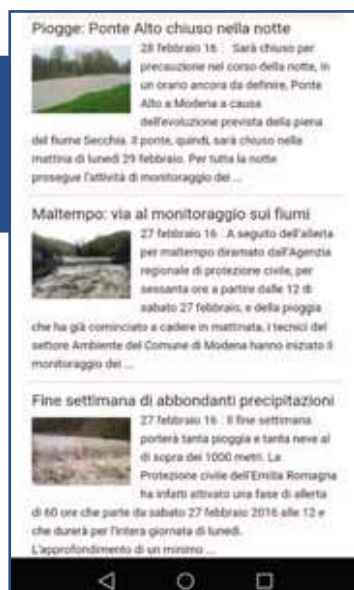 Piogge: Ponte Alto chiuso nella notte
28 febbraio 16 : Sarà chiuso per
precauzione nel corso della notte, in
un orario ancora da definire, Ponte
Alto a Modena a causa
dell'evoluzione prevista della piena
del fiume Secchia. Il ponte, quindi, sarà chiuso nella
mattina di lunedì 29 febbraio. Per tutta la notte
prosegue l'attività di monitoraggio dei ...
Maltempo: via al monitoraggio sui fiumi
27 febbraio 16 : A seguito dell'allerta
per maltempo diramato dall'Agenzia
regionale di protezione civile, per
sessanta ore a partire dalle 12 di
sabato 27 febbraio, e della pioggia
che ha già cominciato a cadere in mattinata, i tecnici del
settore Ambiente del Comune di Modena hanno iniziato il
monitoraggio dei ...
Fine settimana di abbondanti precipitazioni
27 febbraio 16 : Il fine settimana
porterà tanta pioggia e tanta neve al
di sopra dei 1000 metri. La
Protezione civile dell'Emilia Romagna
ha infatti attivato una fase di allerta
di 60 ore che parte da sabato 27 febbraio 2016 alle 12 e
che durerà per l'intera giornata di lunedì.
L'approfondimento di un minimo ...